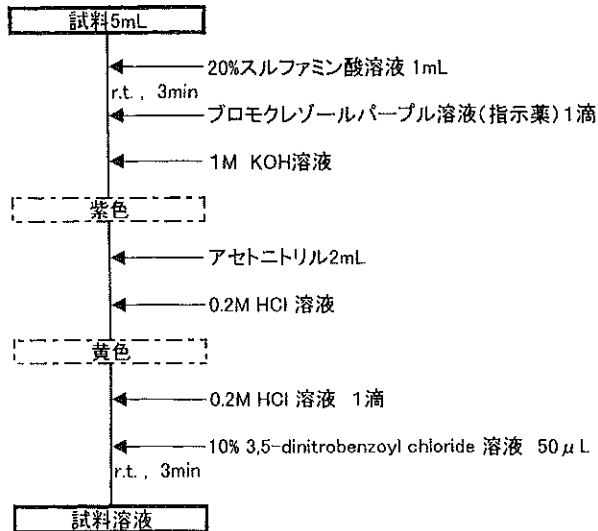 試料5mL
20%スルファミン酸溶液 1mL
r.t. , 3min
ブロモクレゾールパープル溶液(指示薬)1滴
1M KOH溶液
紫色
アセトニトリル2mL
0.2M HCl 溶液
黄色
0.2M HCl 溶液 1滴
10% 3,5-dinitrobenzoyl chloride 溶液 50μL
r.t. , 3min
試料溶液